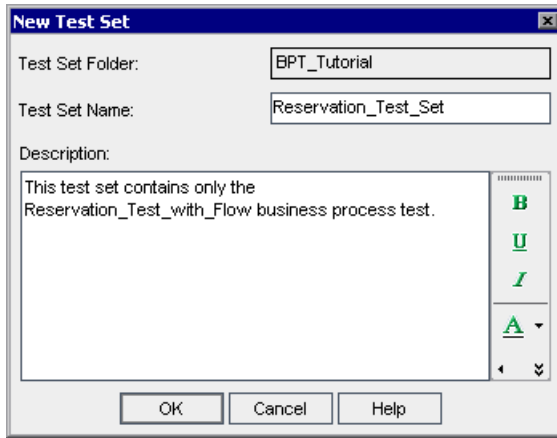 New Test Set
Test Set Folder: BPT_Tutorial
Test Set Name: Reservation_Test_Set
Description:
This test set contains only the
Reservation_Test_with_Flow business process test.
B
U
I
A
OK Cancel Help